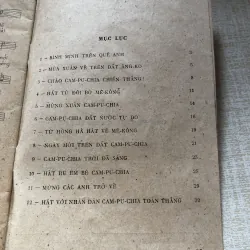 MỤC LỤC
1 - BÌNH MINH TRÊN QUÊ ANH
2 - MÙA XUÂN VỀ TRÊN ĐẤT ĂNG-KO
3 - CHÀO CAM-PU-CHIA CHIẾN THẮNG!
4 - HÁT TỪ ĐÔI BỜ MÊ-KÔNG
5 - MỪNG XUÂN CAM-PU-CHIA
6 - CAM-PU-CHIA ĐẤT NƯỚC TỰ DO
7 - TỪ HỒNG HÀ HÁT VỀ MÊ-KÔNG
8 - NGÀY MỚI TRÊN ĐẤT CAM-PU-CHIA
9 - CAM-PU-CHIA TRỜI ĐÃ SÁNG
10 - HÁT RU EM BÉ CAM-PU-CHIA
11 - MỪNG CÁC ANH TRỞ VỀ
12 - HÁT VỚI NHÂN DÂN CAM-PU-CHIA TOÀN THẮNG